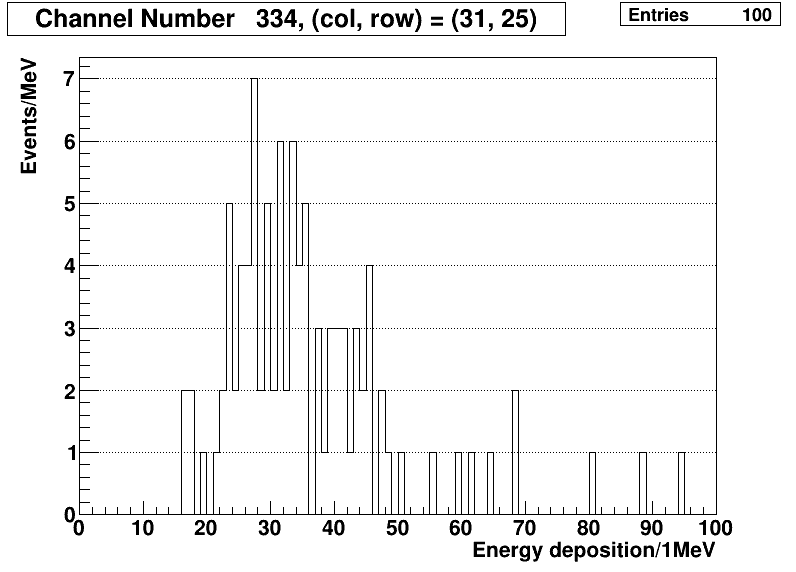 Channel Number 334, (col, row) = (31, 25)
Entries 100
Events/MeV
7
6
5
4
3
2
1
0
0 10 20 30 40 50 60 70 80 90 100
Energy deposition/1MeV